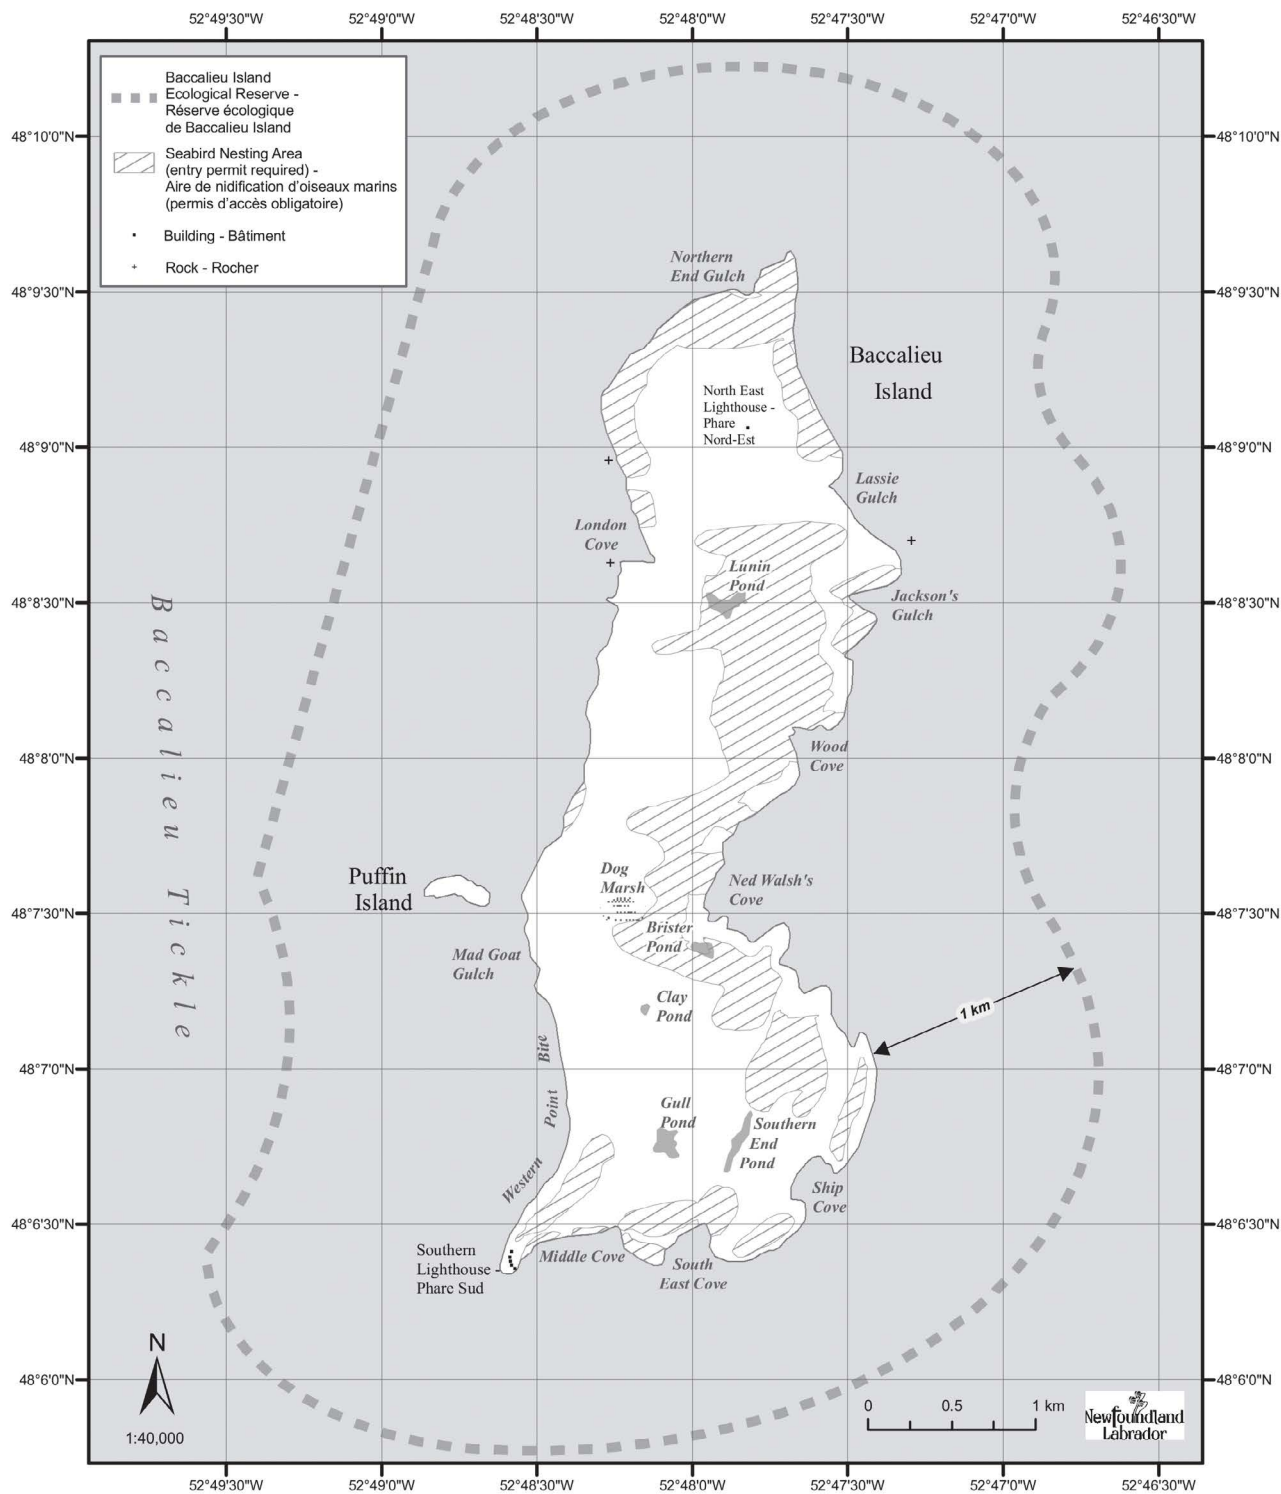 52°49'30"W
52°49'0"W
52°48'30"W
52°48'0"W
52°47'30"W
52°47'0"W
52°46'30"W
Baccalieu Island
Ecological Reserve -
Réserve écologique
de Baccalieu Island
Seabird Nesting Area
(entry permit required) -
Aire de nidification d'oiseaux marins
(permis d'accès obligatoire)
Building - Bâtiment
Rock - Rocher
48°10'0"N
48°10'0"N
48°9'30"N
48°9'30"N
48°9'0"N
48°9'0"N
48°8'30"N
48°8'30"N
48°8'0"N
48°8'0"N
48°7'30"N
48°7'30"N
48°7'0"N
48°7'0"N
48°6'30"N
48°6'30"N
48°6'0"N
48°6'0"N
Northern
End Gulch
Baccalieu
Island
North East
Lighthouse -
Phare
Nord-Est
Lassie
Gulch
London
Cove
Lunin
Pond
Jackson's
Gulch
Baccalieu Tickle
Wood
Cove
Puffin
Island
Dog
Marsh
Ned Walsh's
Cove
Brister
Pond
Mad Goat
Gulch
Clay
Pond
1 km
Western Point Bite
Gull
Pond
Southern
End
Pond
Ship
Cove
Southern
Lighthouse -
Phare Sud
Middle Cove
South
East Cove
N
1:40,000
0 0.5 1 km
Newfoundland
Labrador
52°49'30"W
52°49'0"W
52°48'30"W
52°48'0"W
52°47'30"W
52°47'0"W
52°46'30"W